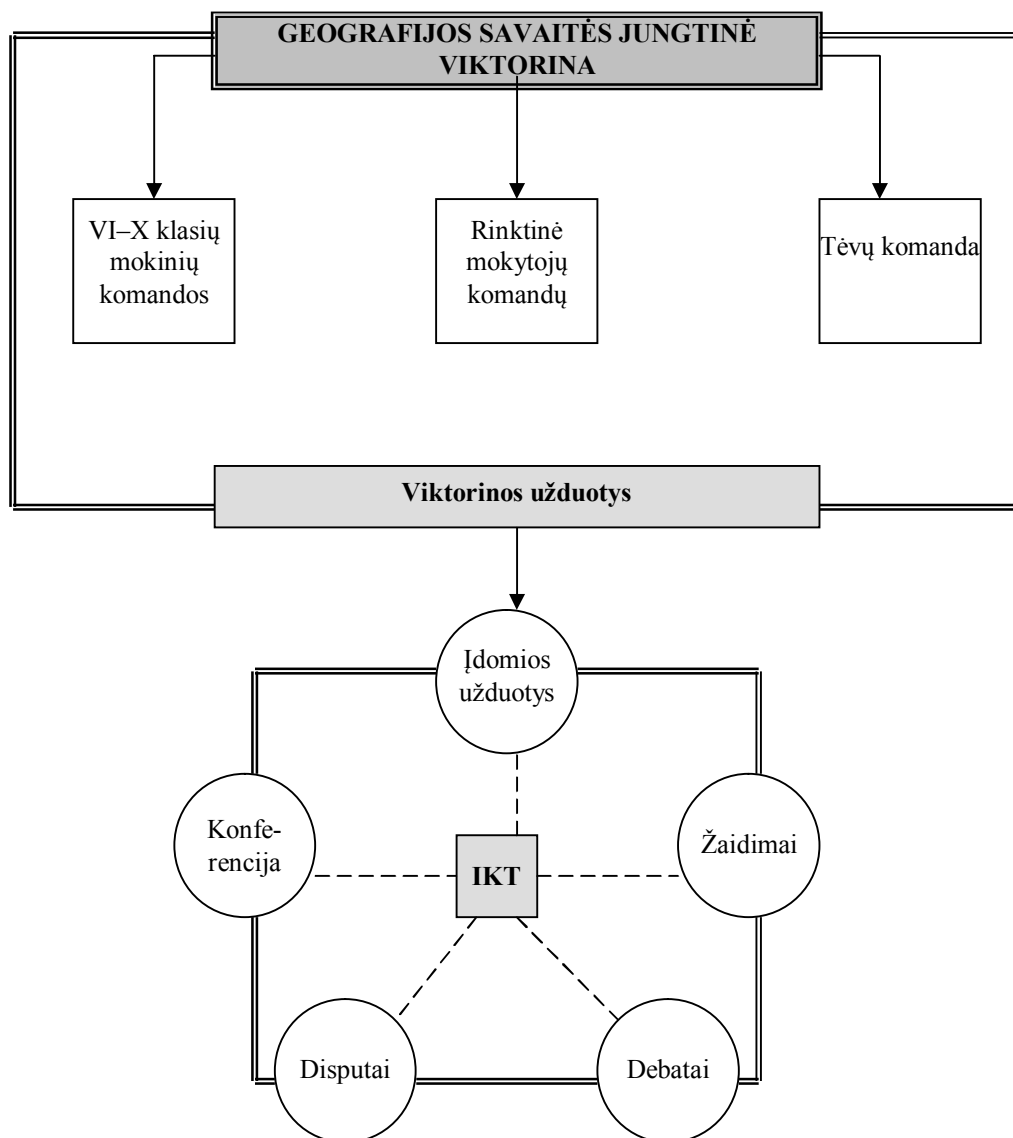 GEOGRAFIJOS SAVAITĖS JUNGTINĖ
VIKTORINA
VI–X klasių
mokinių
komandos
Rinktinė
mokytojų
komandų
Tėvų komanda
Viktorinos užduotys
Įdomios
užduotys
Konfe-
rencija
IKT
Žaidimai
Disputai
Debatai